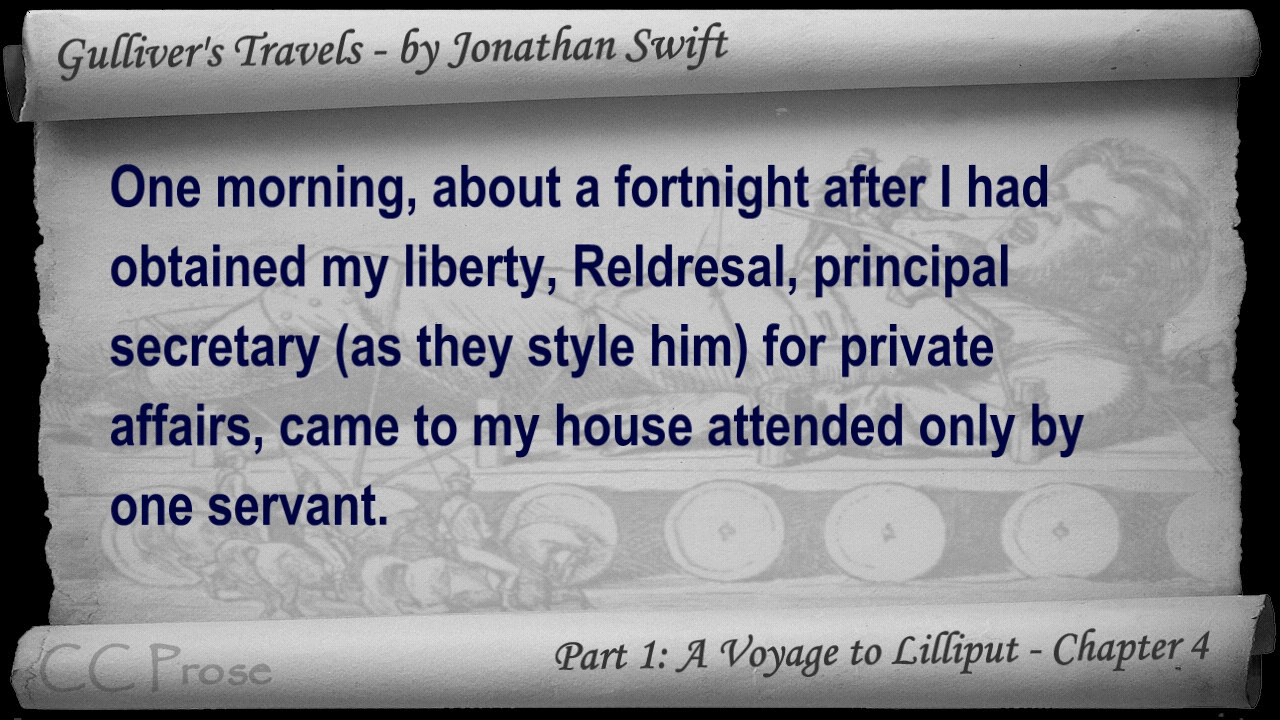 Gulliver's Travels - by Jonathan Swift
One morning, about a fortnight after I had
obtained my liberty, Reldresal, principal
secretary (as they style him) for private
affairs, came to my house attended only by
one servant.
CC Prose
Part 1: A Voyage to Lilliput - Chapter 4